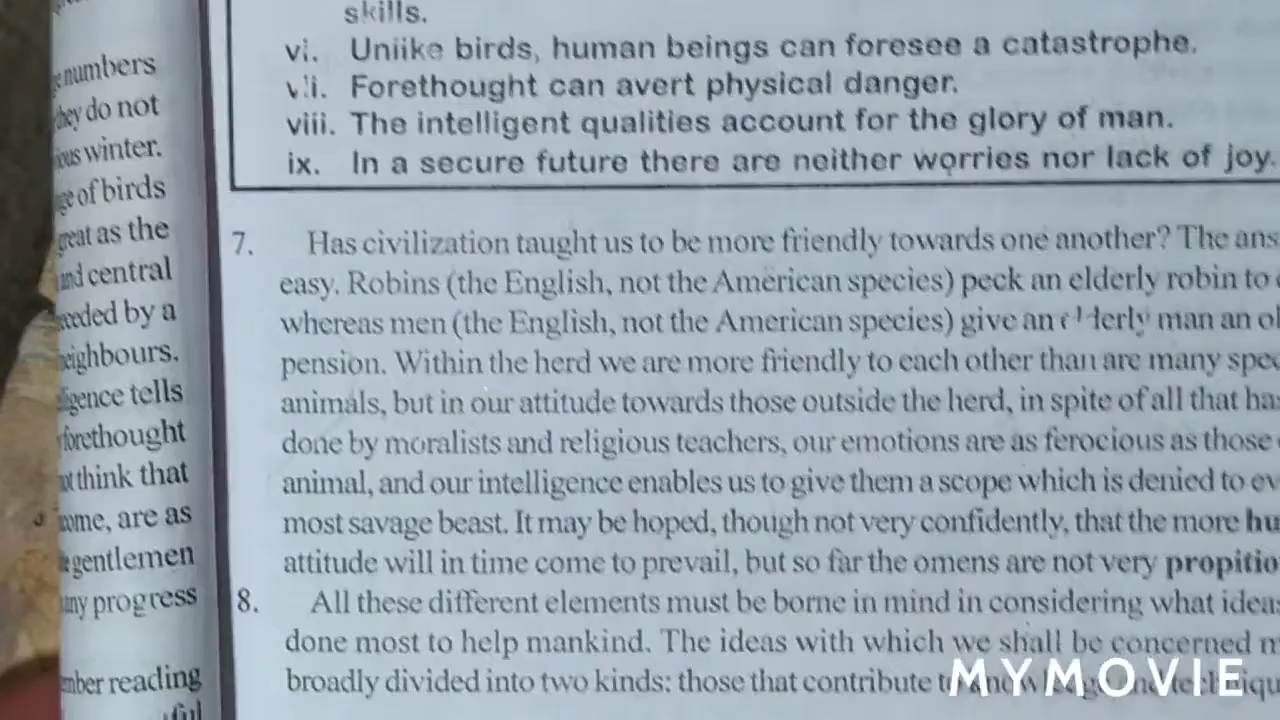 numbers
they do not
winter.
of birds
great as the
and central
by a
neighbours.
tells
forethought
think that
are as
gentlemen
progress
reading
skills.
vi. Uniike birds, human beings can foresee a catastrophe.
vii. Forethought can avert physical danger.
viii. The intelligent qualities account for the glory of man.
ix. In a secure future there are neither worries nor lack of joy.
7. Has civilization taught us to be more friendly towards one another? The
easy. Robins (the English, not the American species) peck an elderly robin to
whereas men (the English, not the American species) give an elderly man an
pension. Within the herd we are more friendly to each other than are many
animals, but in our attitude towards those outside the herd, in spite of all that
done by moralists and religious teachers, our emotions are as ferocious as those
animal, and our intelligence enables us to give them a scope which is denied to
most savage beast. It may be hoped, though not very confidently, that the more
attitude will in time come to prevail, but so far the omens are not very
8. All these different elements must be borne in mind in considering what
done most to help mankind. The ideas with which we shall be concerned
broadly divided into two kinds: those that contribute
MYMOVIE